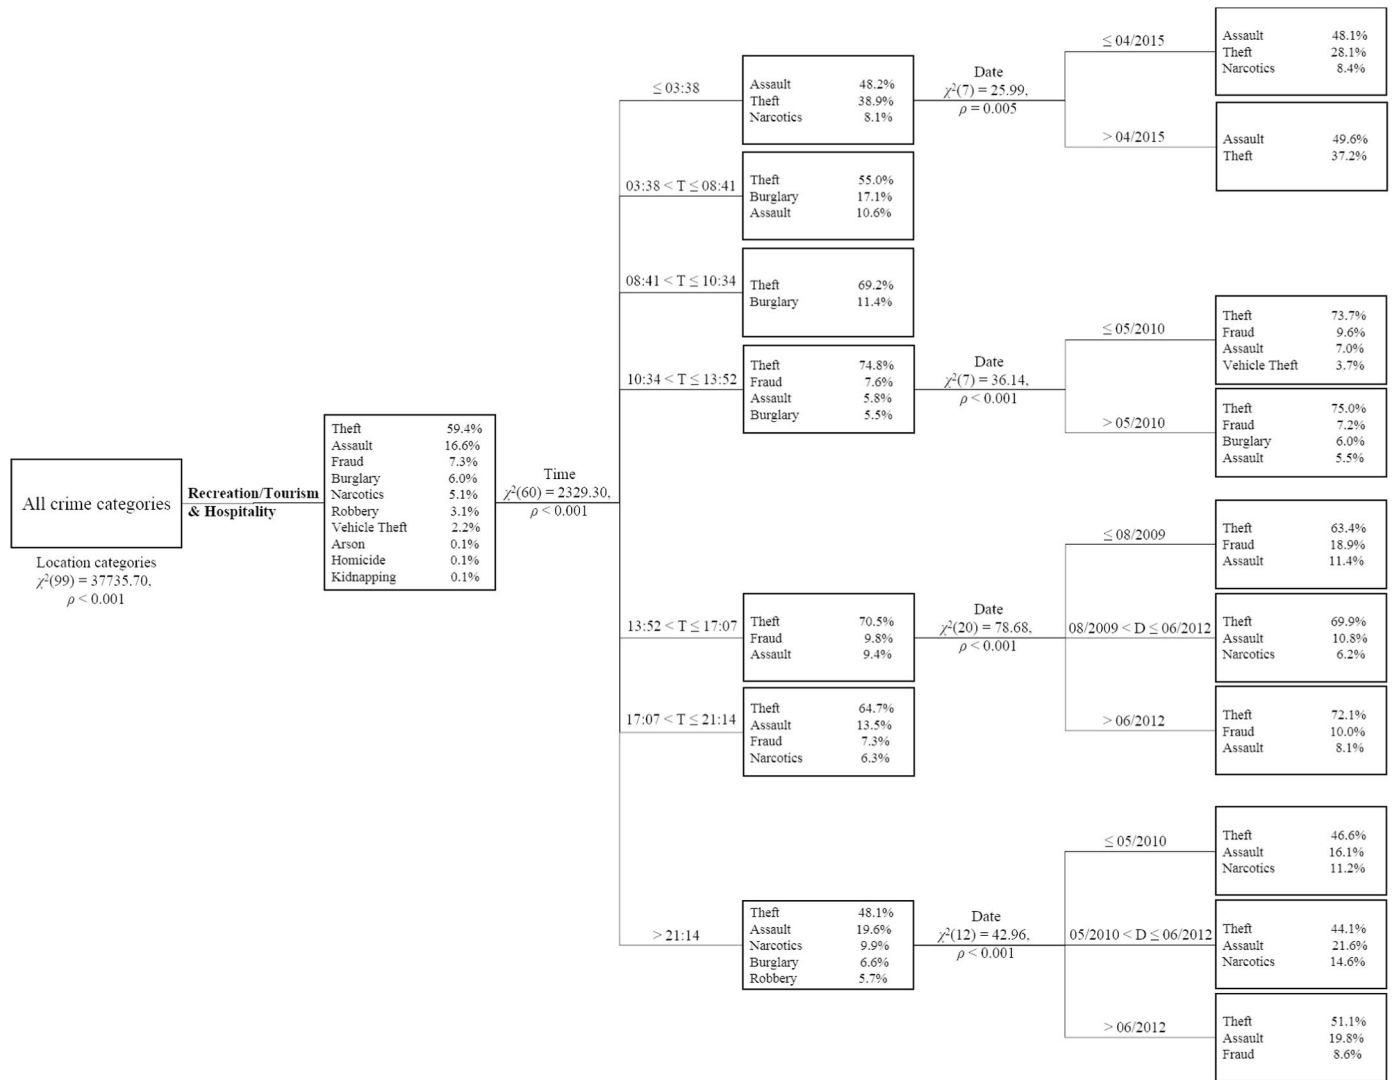 All crime categories
Location categories
χ²(99) = 37735.70,
ρ < 0.001
Recreation/Tourism
& Hospitality
Theft 59.4%
Assault 16.6%
Fraud 7.3%
Burglary 6.0%
Narcotics 5.1%
Robbery 3.1%
Vehicle Theft 2.2%
Arson 0.1%
Homicide 0.1%
Kidnapping 0.1%
Time
χ²(60) = 2329.30,
ρ < 0.001
≤ 03:38
Assault 48.2%
Theft 38.9%
Narcotics 8.1%
Date
χ²(7) = 25.99,
ρ = 0.005
≤ 04/2015
Assault 48.1%
Theft 28.1%
Narcotics 8.4%
> 04/2015
Assault 49.6%
Theft 37.2%
03:38 < T ≤ 08:41
Theft 55.0%
Burglary 17.1%
Assault 10.6%
08:41 < T ≤ 10:34
Theft 69.2%
Burglary 11.4%
10:34 < T ≤ 13:52
Theft 74.8%
Fraud 7.6%
Assault 5.8%
Burglary 5.5%
Date
χ²(7) = 36.14,
ρ < 0.001
≤ 05/2010
Theft 73.7%
Fraud 9.6%
Assault 7.0%
Vehicle Theft 3.7%
> 05/2010
Theft 75.0%
Fraud 7.2%
Burglary 6.0%
Assault 5.5%
13:52 < T ≤ 17:07
Theft 70.5%
Fraud 9.8%
Assault 9.4%
Date
χ²(20) = 78.68,
ρ < 0.001
≤ 08/2009
Theft 63.4%
Fraud 18.9%
Assault 11.4%
08/2009 < D ≤ 06/2012
Theft 69.9%
Assault 10.8%
Narcotics 6.2%
> 06/2012
Theft 72.1%
Fraud 10.0%
Assault 8.1%
17:07 < T ≤ 21:14
Theft 64.7%
Assault 13.5%
Fraud 7.3%
Narcotics 6.3%
> 21:14
Theft 48.1%
Assault 19.6%
Narcotics 9.9%
Burglary 6.6%
Robbery 5.7%
Date
χ²(12) = 42.96,
ρ < 0.001
≤ 05/2010
Theft 46.6%
Assault 16.1%
Narcotics 11.2%
05/2010 < D ≤ 06/2012
Theft 44.1%
Assault 21.6%
Narcotics 14.6%
> 06/2012
Theft 51.1%
Assault 19.8%
Fraud 8.6%